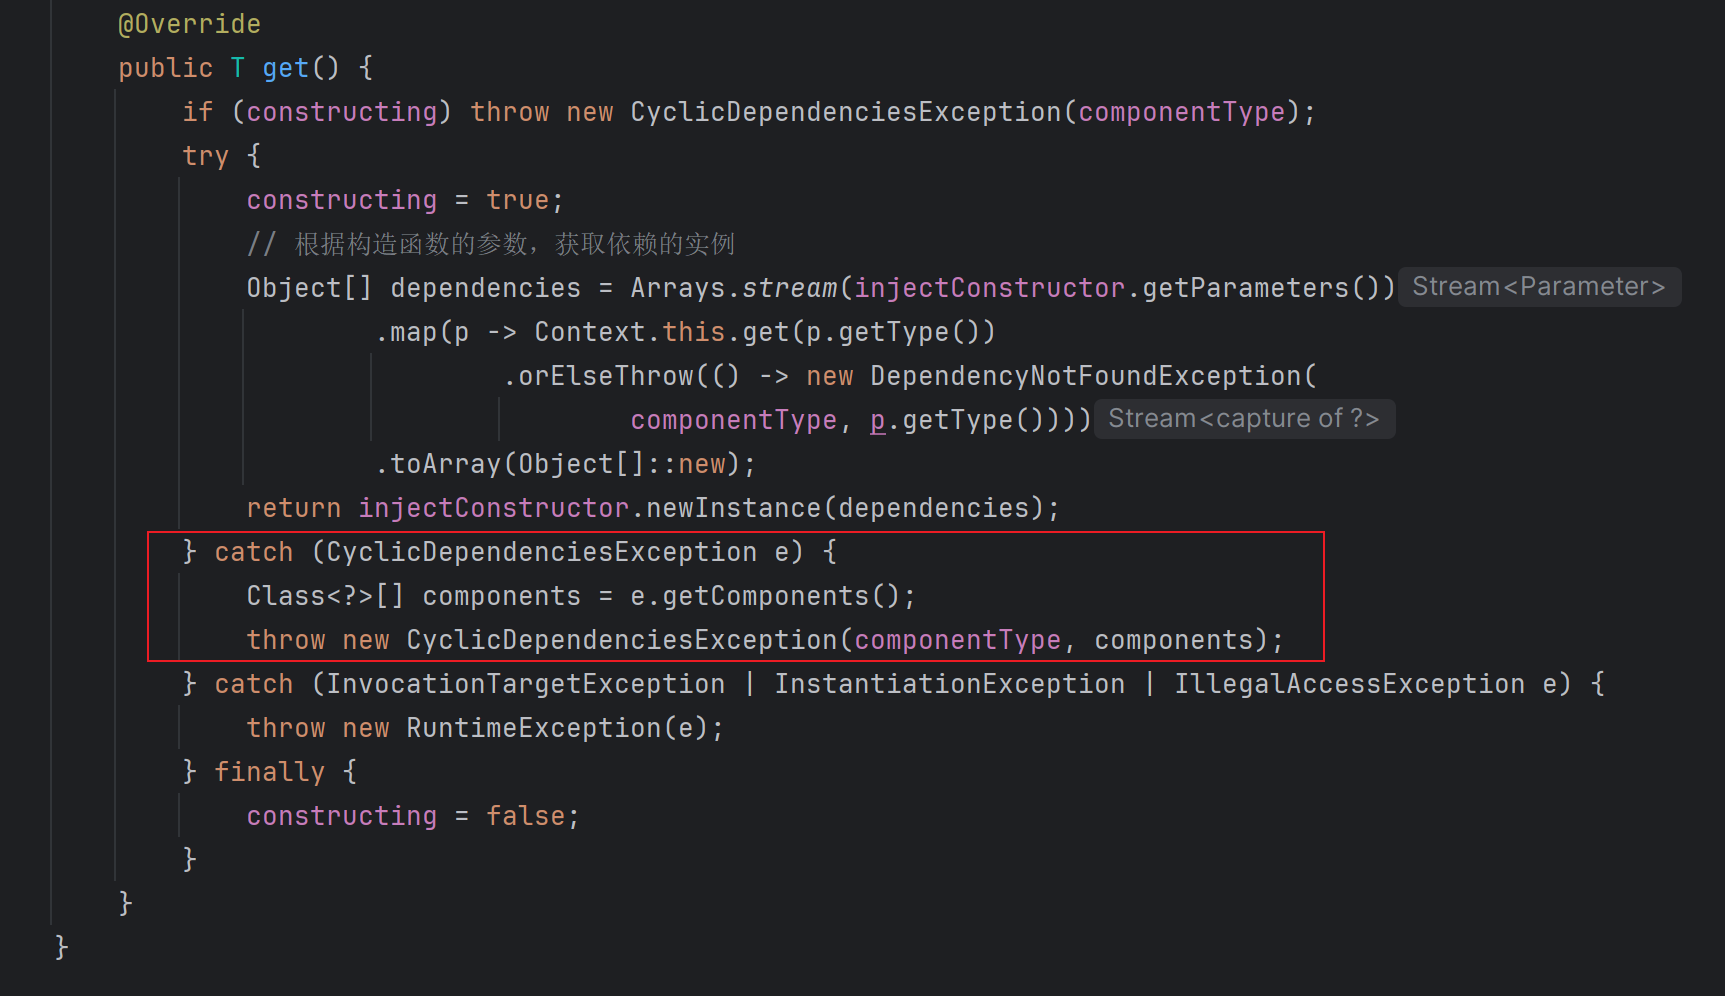 @Override
public T get() {
if (constructing) throw new CyclicDependenciesException(componentType);
try {
constructing = true;
// 根据构造函数的参数，获取依赖的实例
Object[] dependencies = Arrays.stream(injectConstructor.getParameters()) Stream<Parameter>
.map(p -> Context.this.get(p.getType())
.orElseThrow(() -> new DependencyNotFoundException(
componentType, p.getType()))) Stream<capture of ?>
.toArray(Object[]::new);
return injectConstructor.newInstance(dependencies);
} catch (CyclicDependenciesException e) {
Class<?>[] components = e.getComponents();
throw new CyclicDependenciesException(componentType, components);
} catch (InvocationTargetException | InstantiationException | IllegalAccessException e) {
throw new RuntimeException(e);
} finally {
constructing = false;
}
}
}